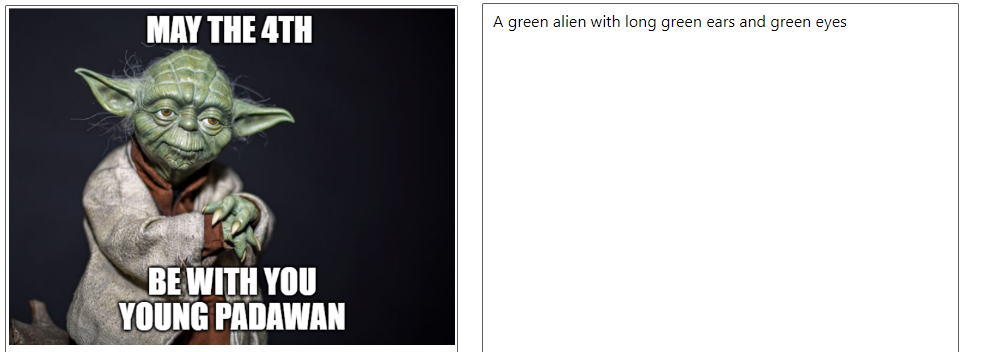 MAY THE 4TH
BE WITH YOU
YOUNG PADAWAN
A green alien with long green ears and green eyes